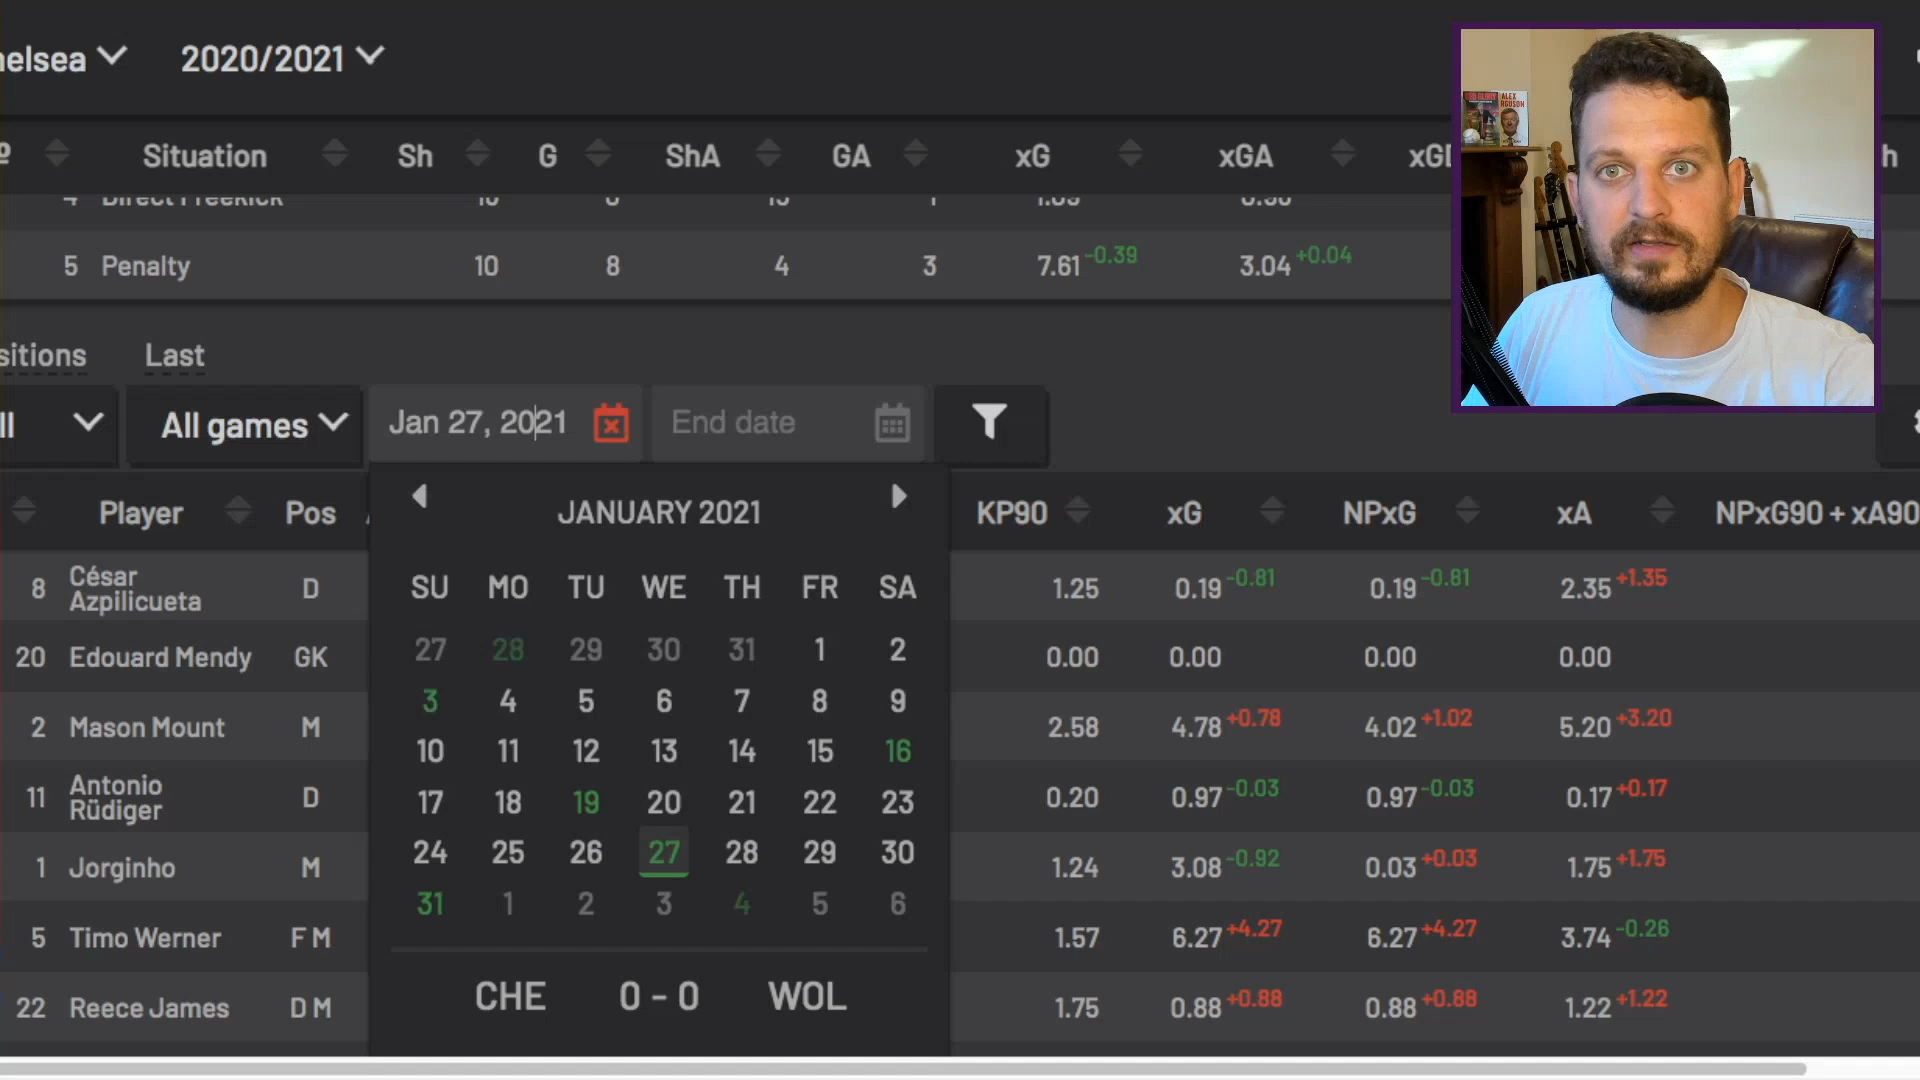 helsea 2020/2021
Situation Sh G ShA GA xG xGA xG h
4 Direct Freekick
5 Penalty 10 8 4 3 7.61 -0.39 3.04 +0.04
sitions Last
ll All games Jan 27, 2021 End date
Player Pos KP90 xG NPxG xA NPxG90 + xA90
JANUARY 2021
SU MO TU WE TH FR SA
27 28 29 30 31 1 2
3 4 5 6 7 8 9
10 11 12 13 14 15 16
17 18 19 20 21 22 23
24 25 26 27 28 29 30
31 1 2 3 4 5 6
CHE 0 - 0 WOL
8 César Azpilicueta D 1.25 0.19 -0.81 0.19 -0.81 2.35 +1.35
20 Edouard Mendy GK 0.00 0.00 0.00 0.00
2 Mason Mount M 2.58 4.78 +0.78 4.02 +1.02 5.20 +3.20
11 Antonio Rüdiger D 0.20 0.97 -0.03 0.97 -0.03 0.17 +0.17
1 Jorginho M 1.24 3.08 -0.92 0.03 +0.03 1.75 +1.75
5 Timo Werner F M 1.57 6.27 +4.27 6.27 +4.27 3.74 -0.26
22 Reece James D M 1.75 0.88 +0.88 0.88 +0.88 1.22 +1.22
ALEX